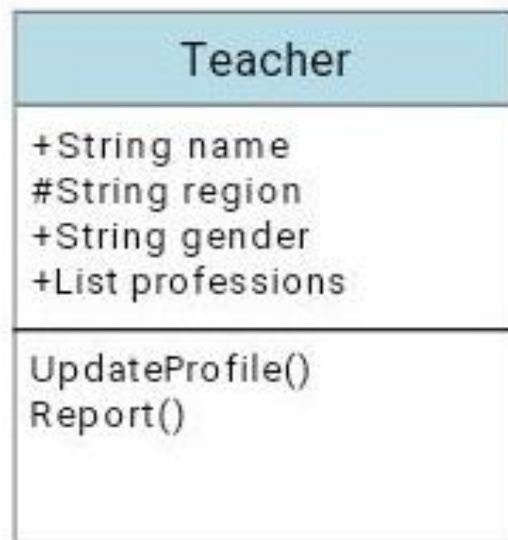 Teacher
+String name
#String region
+String gender
+List professions
UpdateProfile()
Report()